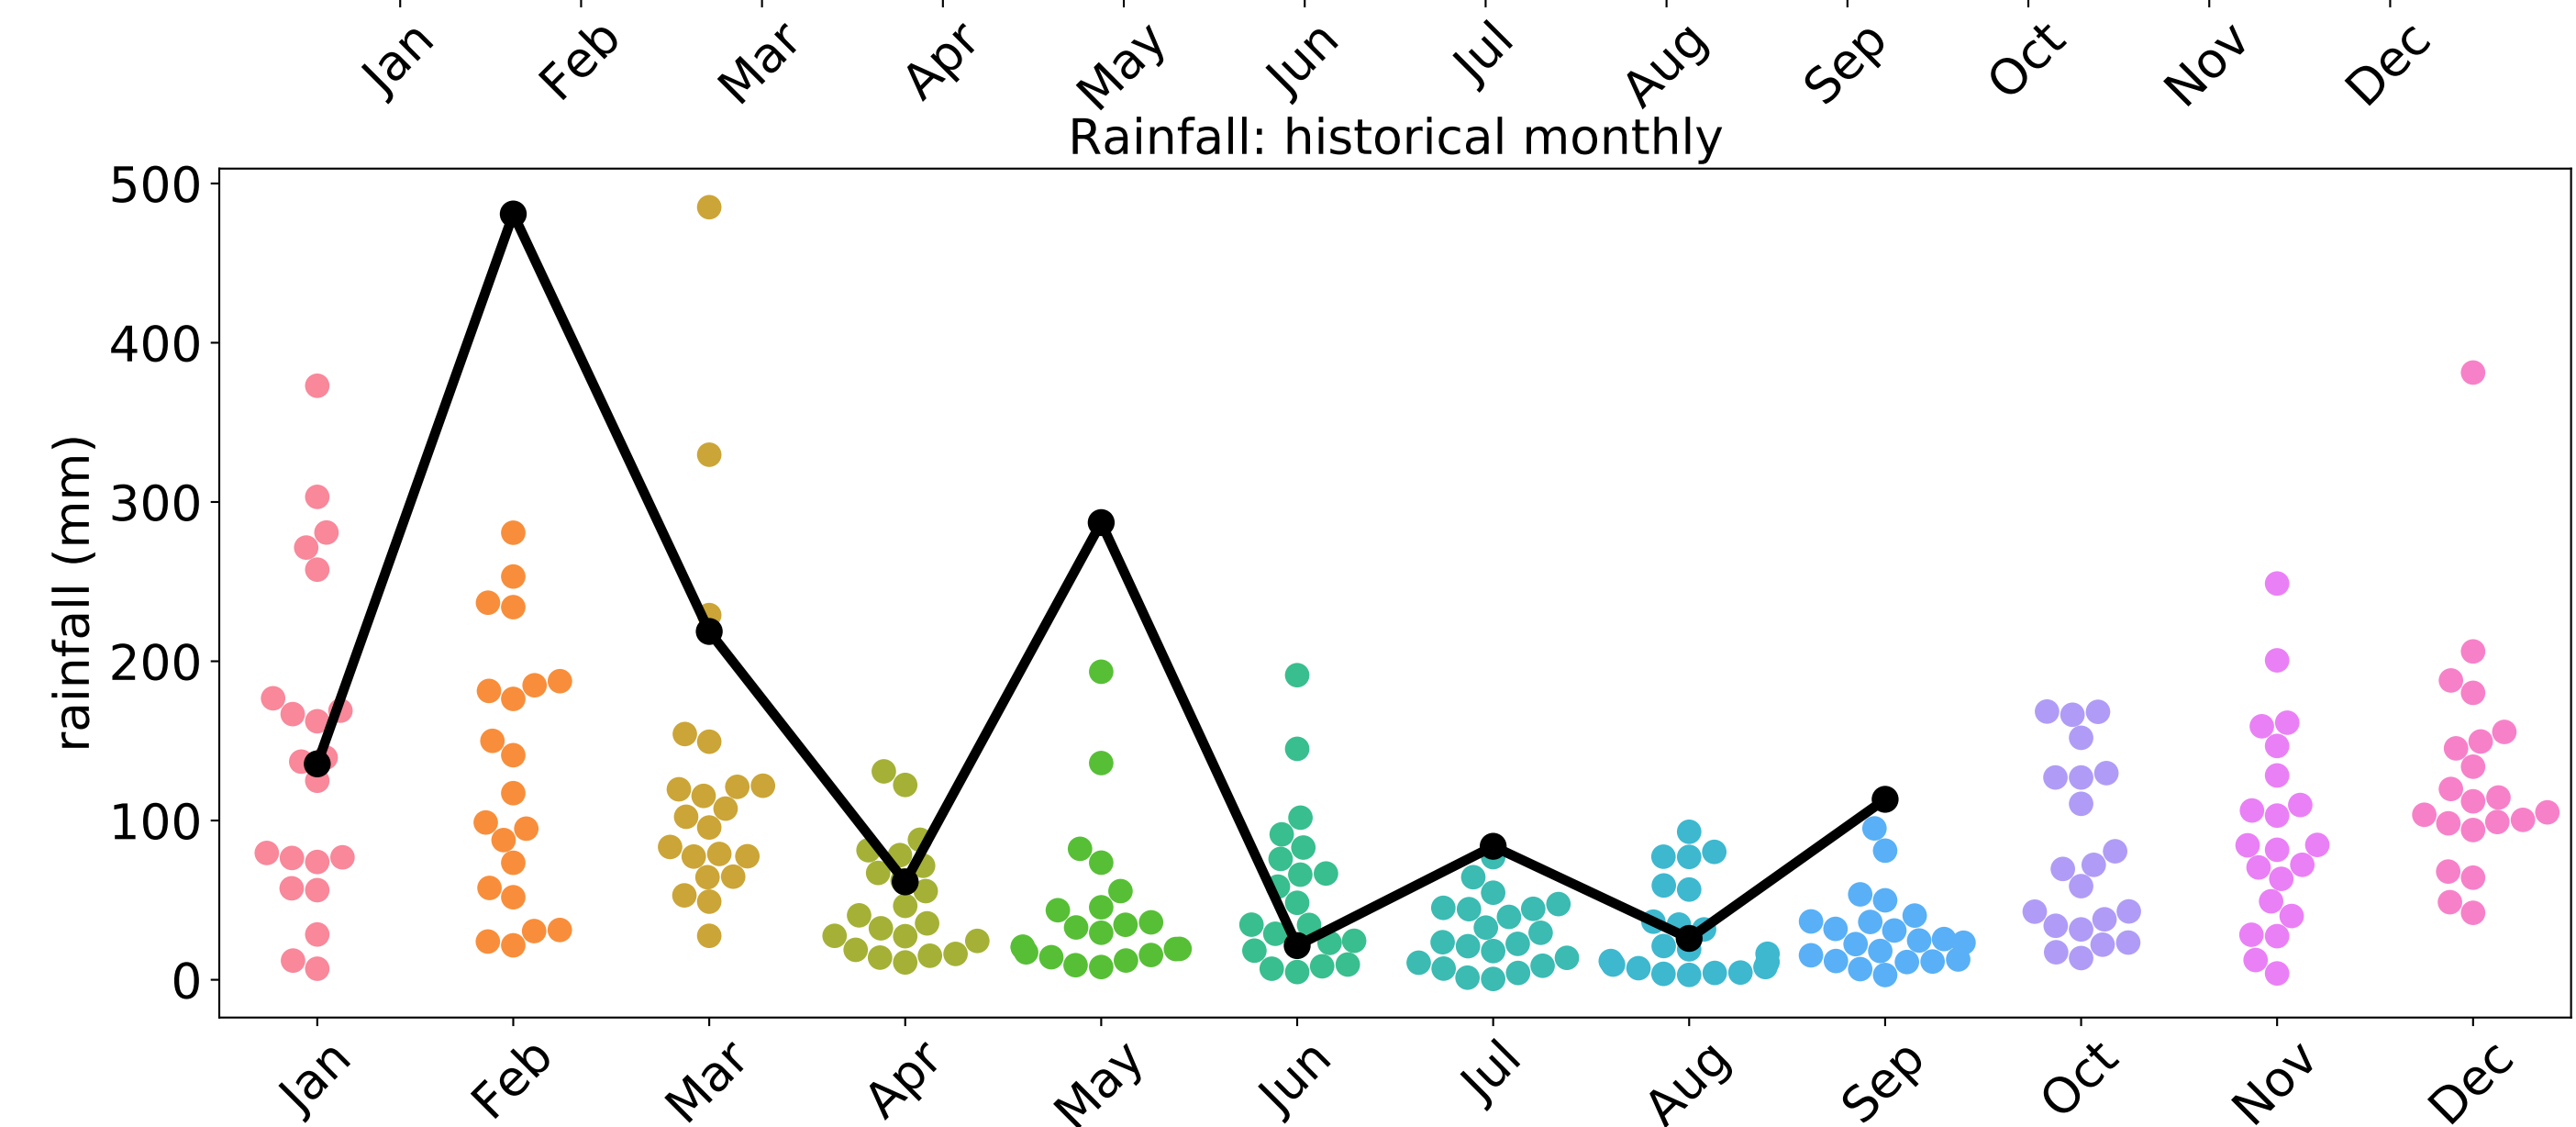 Jan Feb Mar Apr May Jun Jul Aug Sep Oct Nov Dec
Rainfall: historical monthly
500
400
300
200
100
0
rainfall (mm)
Jan Feb Mar Apr May Jun Jul Aug Sep Oct Nov Dec